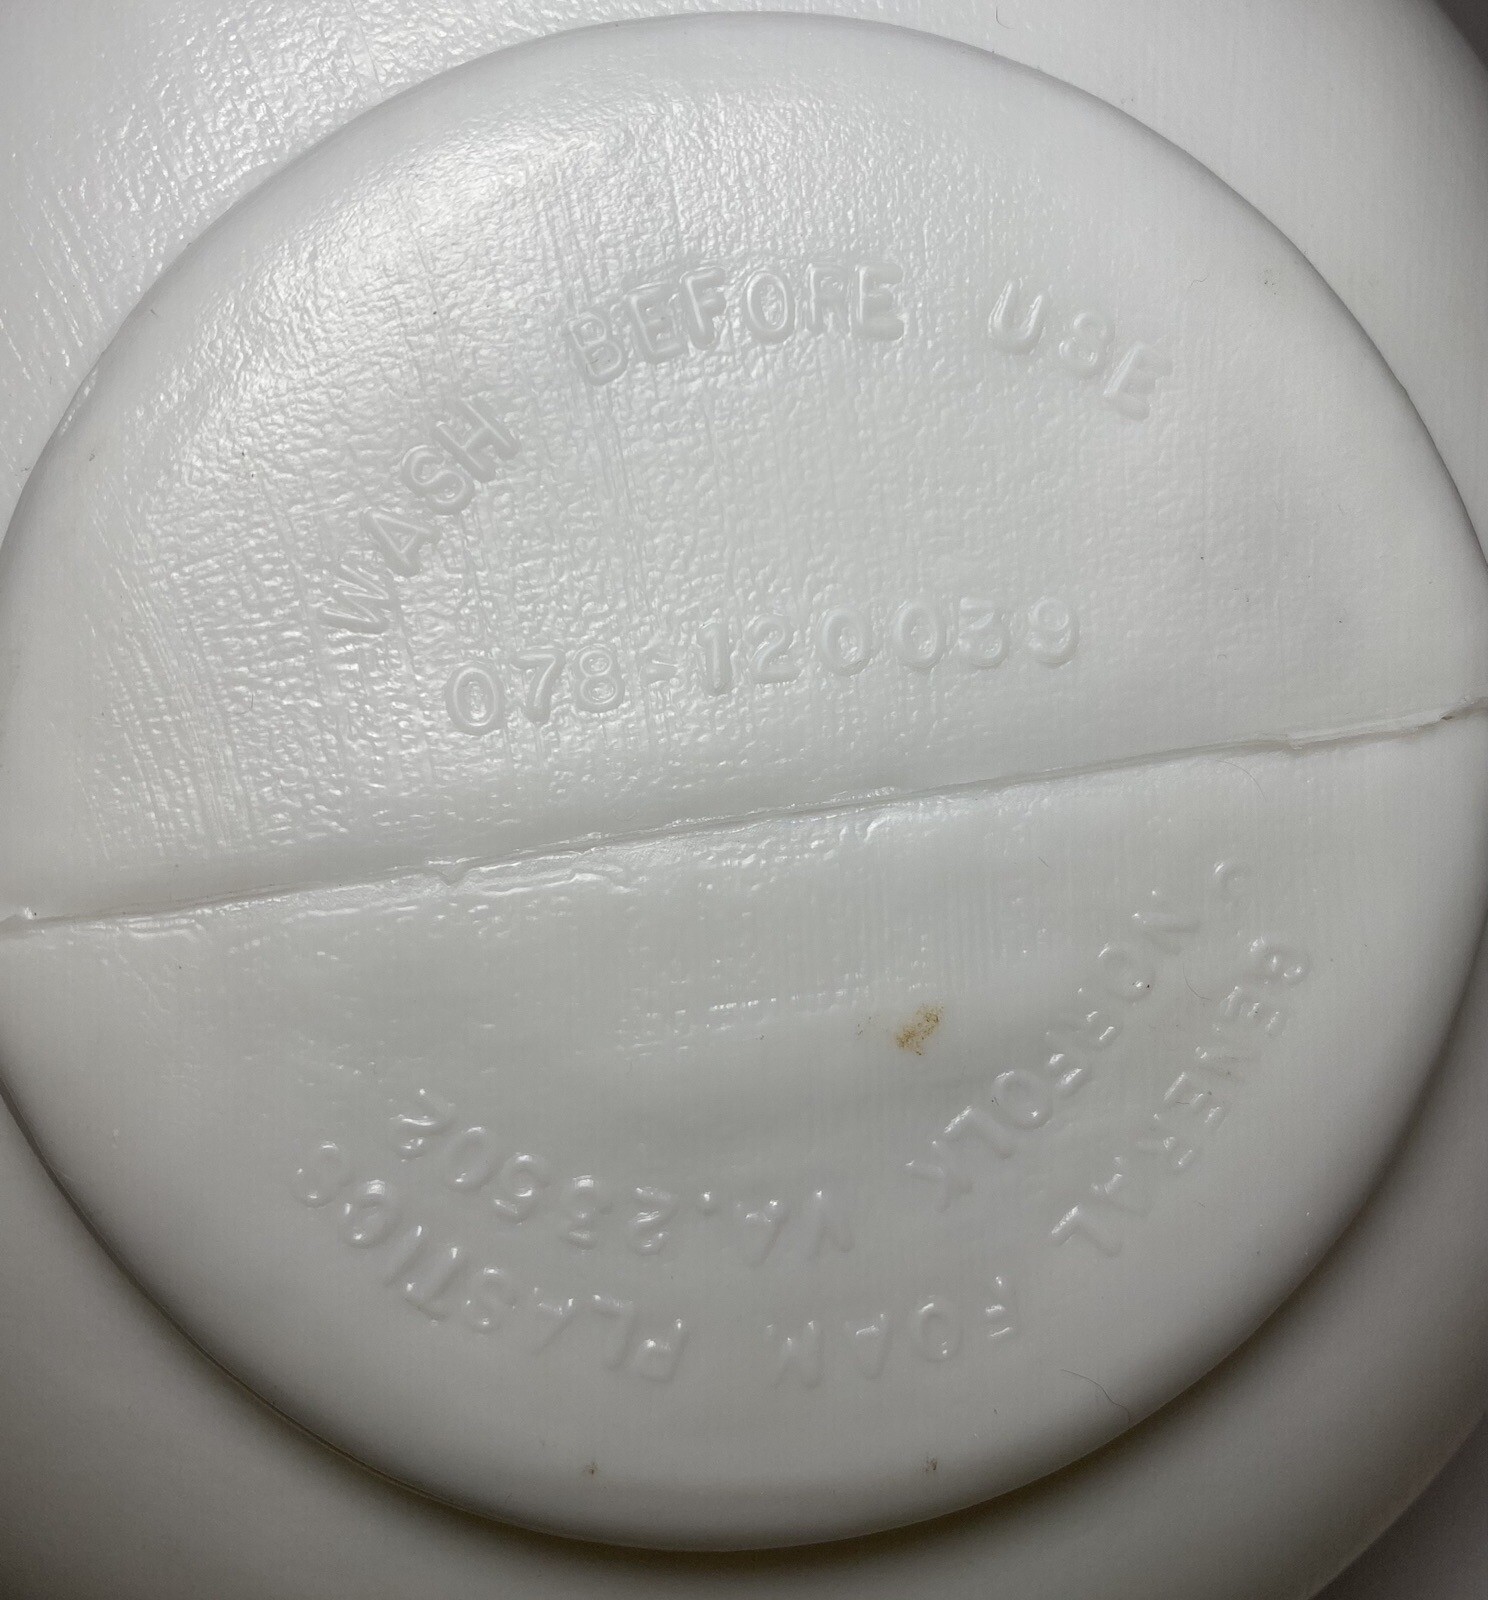 WASH BEFORE USE
078-120039
GENERAL FOAM PLASTICS
NORFOLK VA. 23502